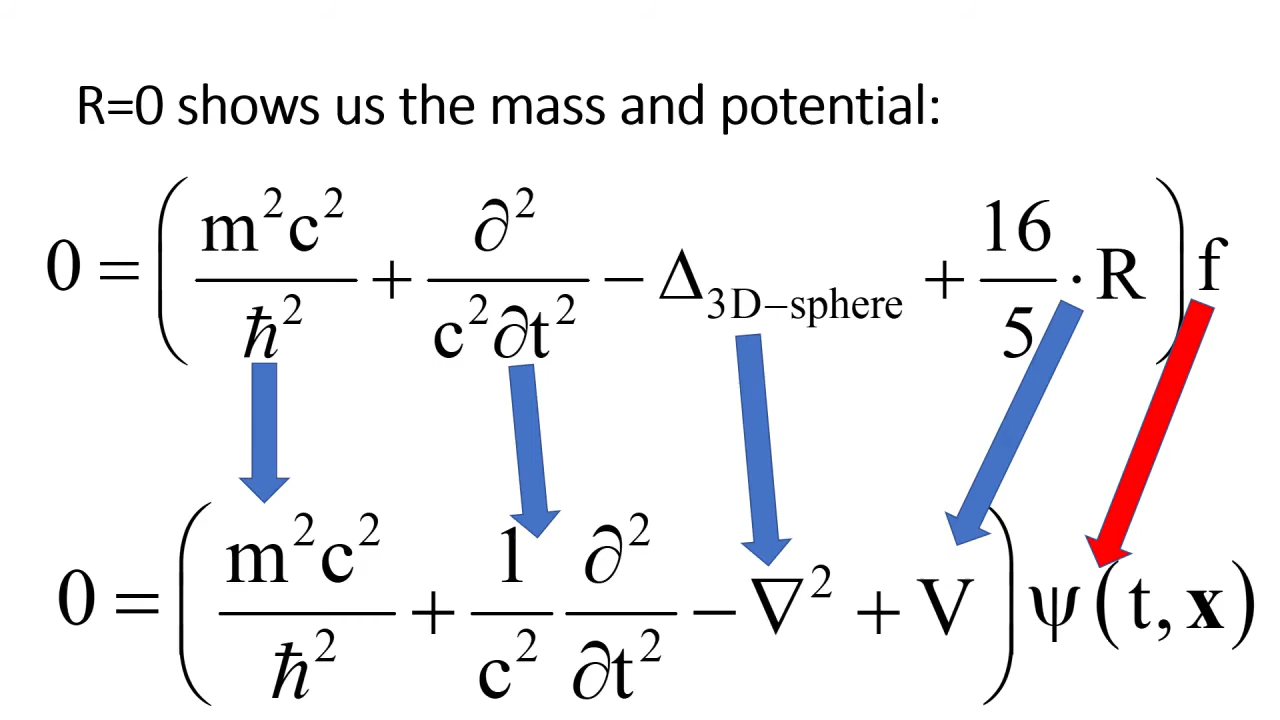 R=0 shows us the mass and potential:
0 = ( m²c² / ħ² + ∂² / c²∂t² − Δ3D−sphere + 16 / 5 · R ) f
0 = ( m²c² / ħ² + 1 / c² ∂² / ∂t² − ∇² + V ) ψ(t, x)